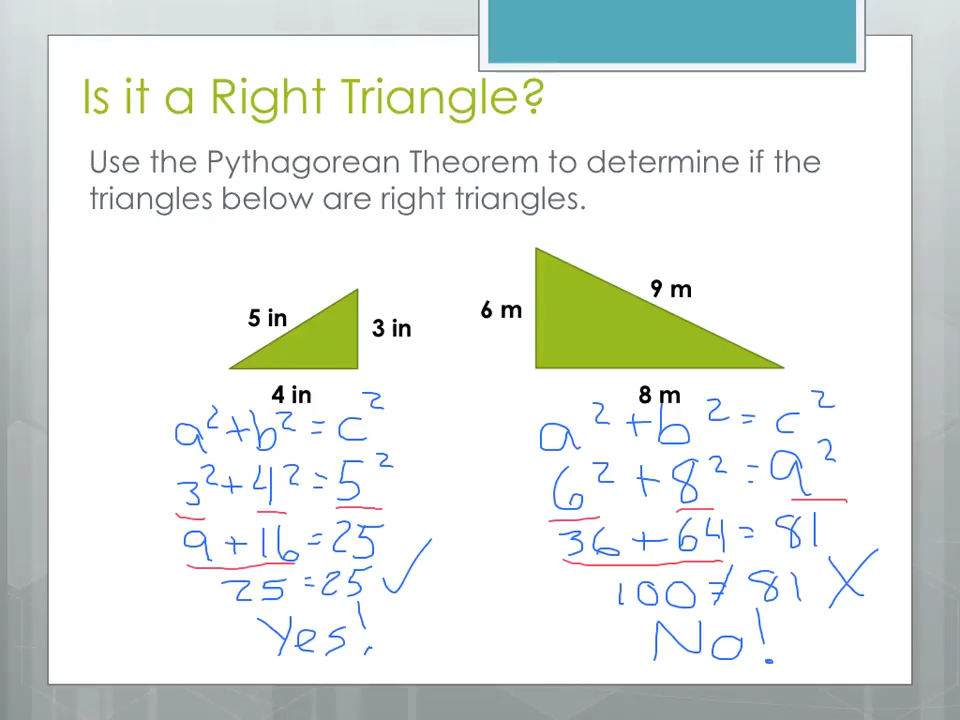 Is it a Right Triangle?
Use the Pythagorean Theorem to determine if the
triangles below are right triangles.
5 in
3 in
4 in
6 m
9 m
8 m
a² + b² = c²
3² + 4² = 5²
9 + 16 = 25
25 = 25 ✓
Yes!
a² + b² = c²
6² + 8² = 9²
36 + 64 = 81
100 ≠ 81 X
No!